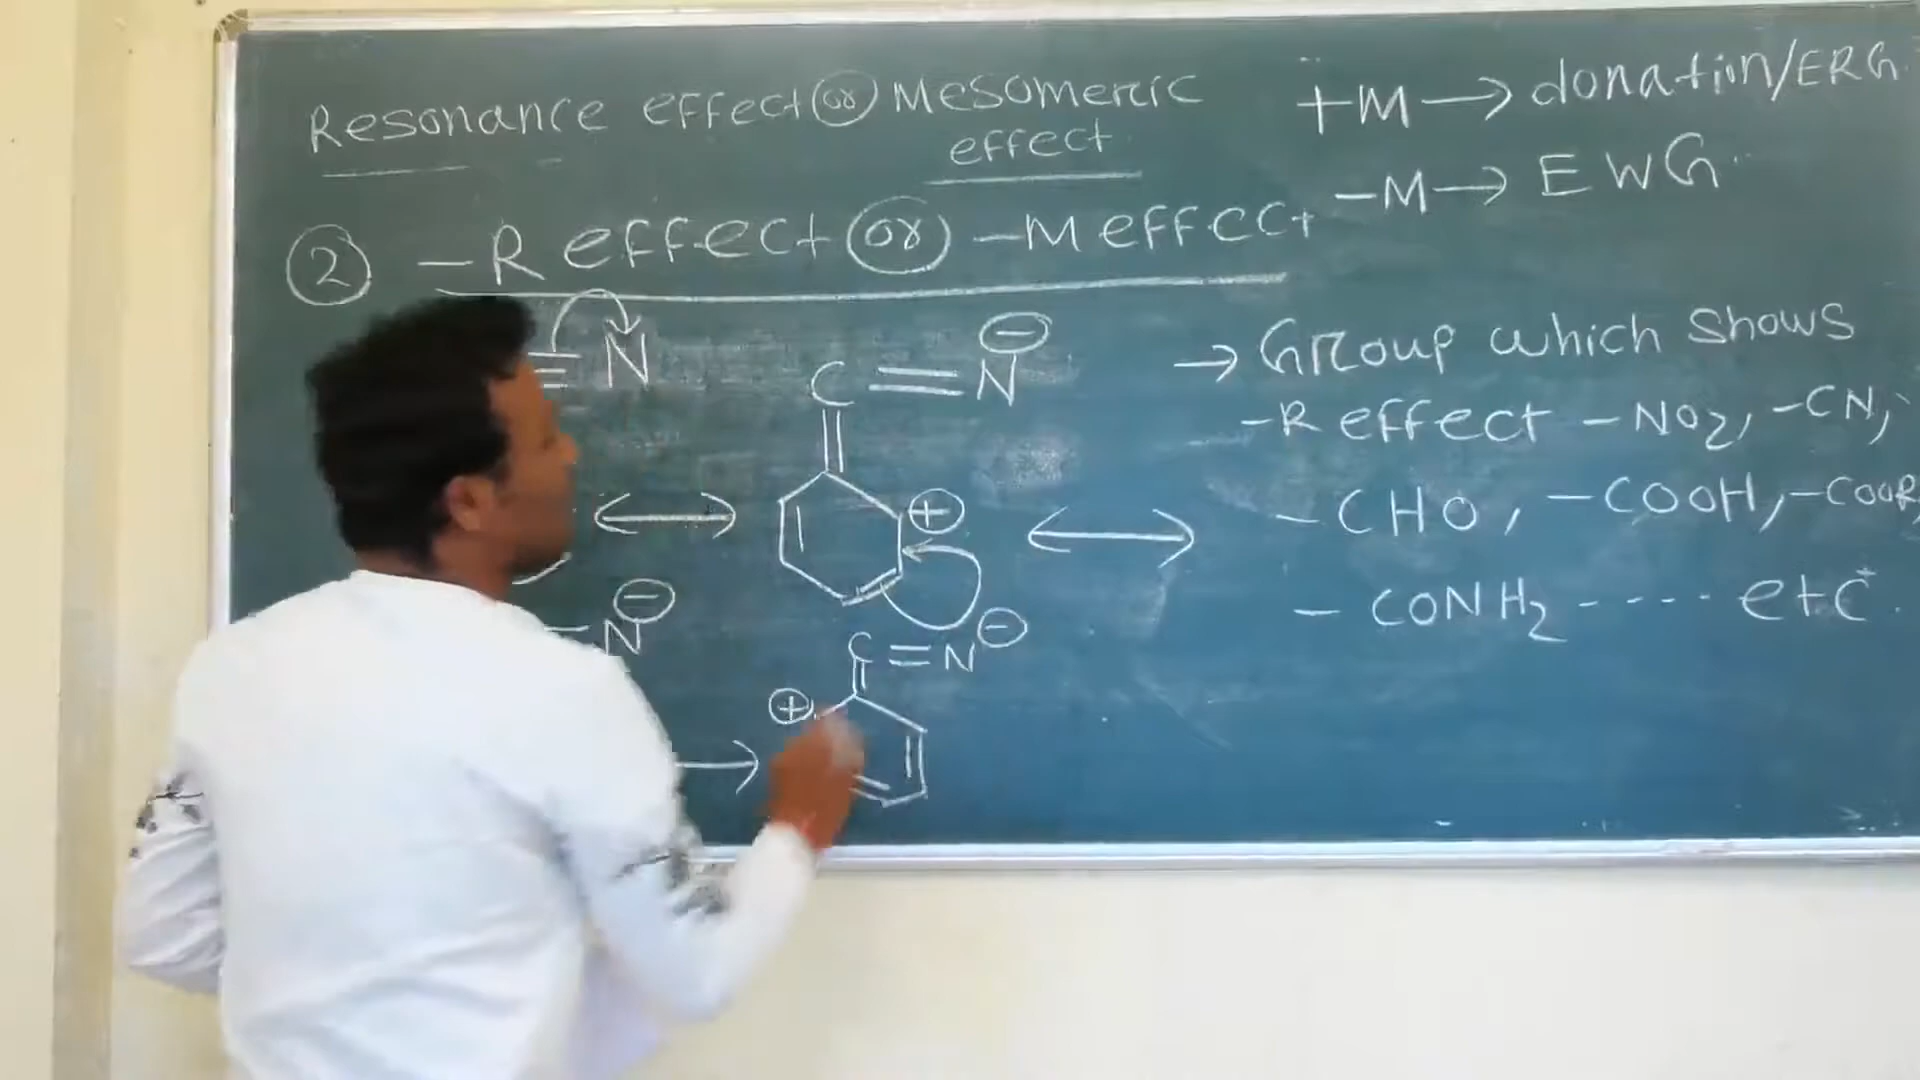 Resonance effect or Mesomeric
effect
+M → donation/ERG.
-M → EWG..
② -R effect or -M effect
≡ N
C = N ⊖
⊕
N ⊖
C = N ⊖
⊕
→ Group which shows
-R effect -NO2, -CN,
- CHO, -COOH, -COOR,
- CONH2 - - - - etc.